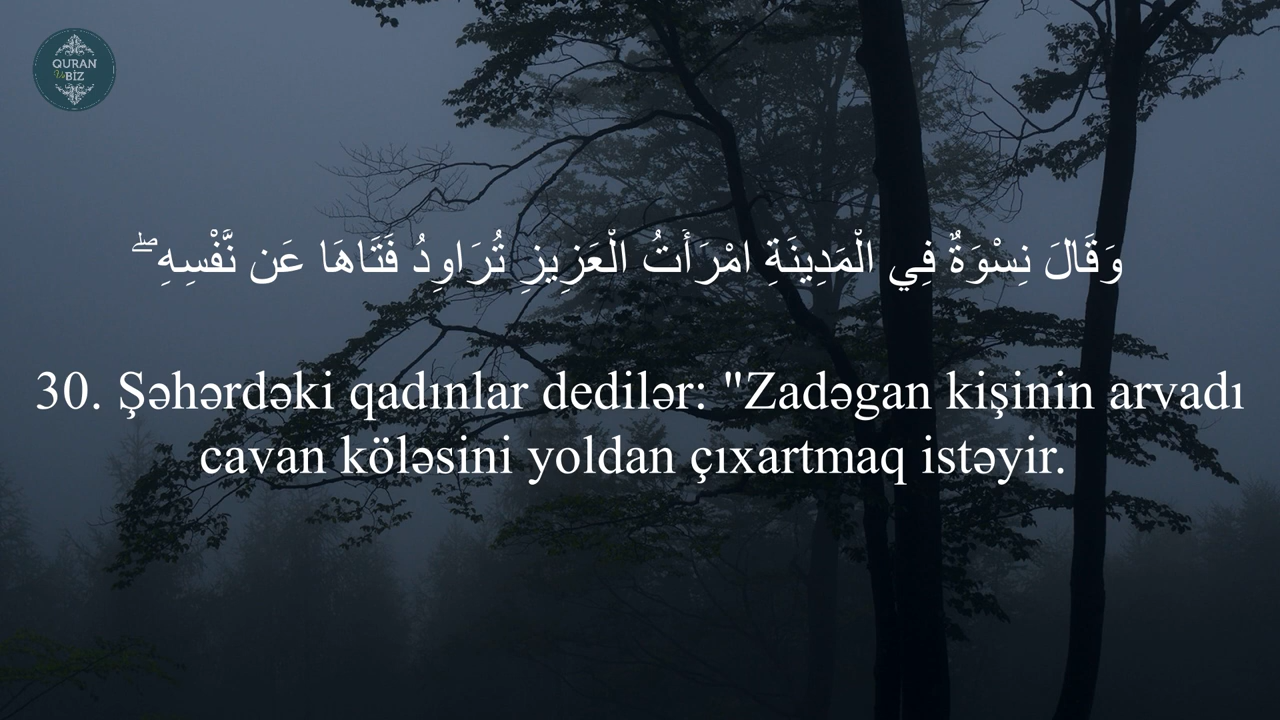 QURAN
Və BİZ
وَقَالَ نِسْوَةٌ فِي الْمَدِينَةِ امْرَأَتُ الْعَزِيزِ تُرَاوِدُ فَتَاهَا عَن نَّفْسِهِ ۖ
30. Şəhərdəki qadınlar dedilər: "Zadəgan kişinin arvadı
cavan köləsini yoldan çıxartmaq istəyir.